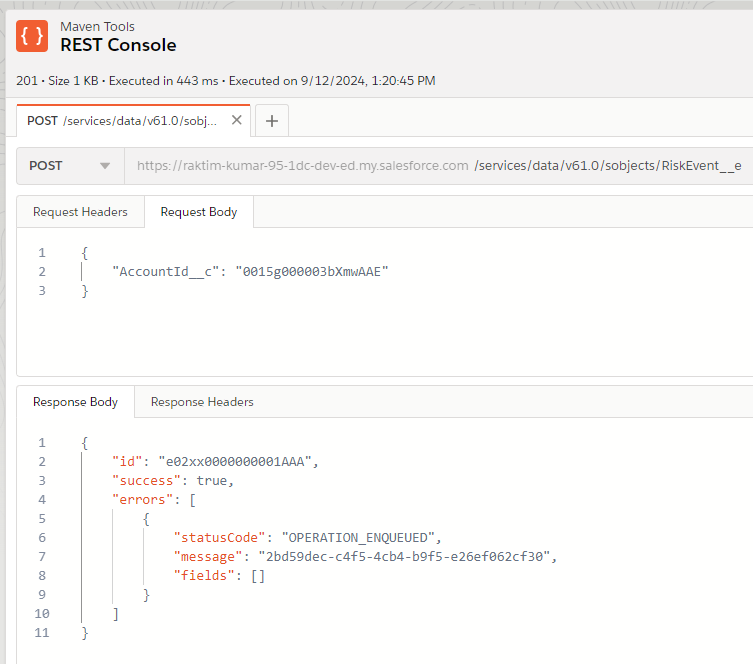 { }
Maven Tools
REST Console
201 • Size 1 KB • Executed in 443 ms • Executed on 9/12/2024, 1:20:45 PM
POST /services/data/v61.0/sobj... ✕ +
POST https://raktim-kumar-95-1dc-dev-ed.my.salesforce.com /services/data/v61.0/sobjects/RiskEvent__e
Request Headers Request Body
1 {
2 "AccountId__c": "0015g000003bXmwAAE"
3 }
Response Body Response Headers
1 {
2 "id": "e02xx0000000001AAA",
3 "success": true,
4 "errors": [
5 {
6 "statusCode": "OPERATION_ENQUEUED",
7 "message": "2bd59dec-c4f5-4cb4-b9f5-e26ef062cf30",
8 "fields": []
9 }
10 ]
11 }